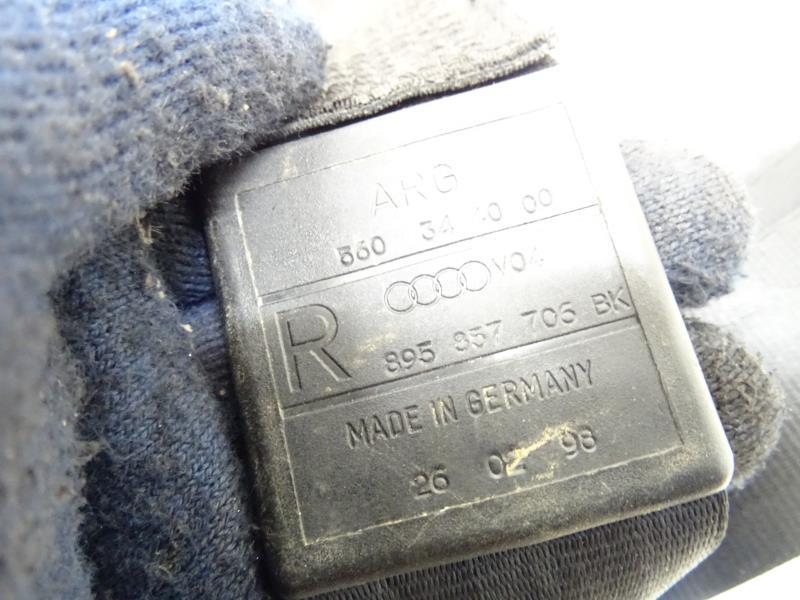 ARG
560 34 40 00
V04
R
895 857 706 BK
MADE IN GERMANY
26 02 98